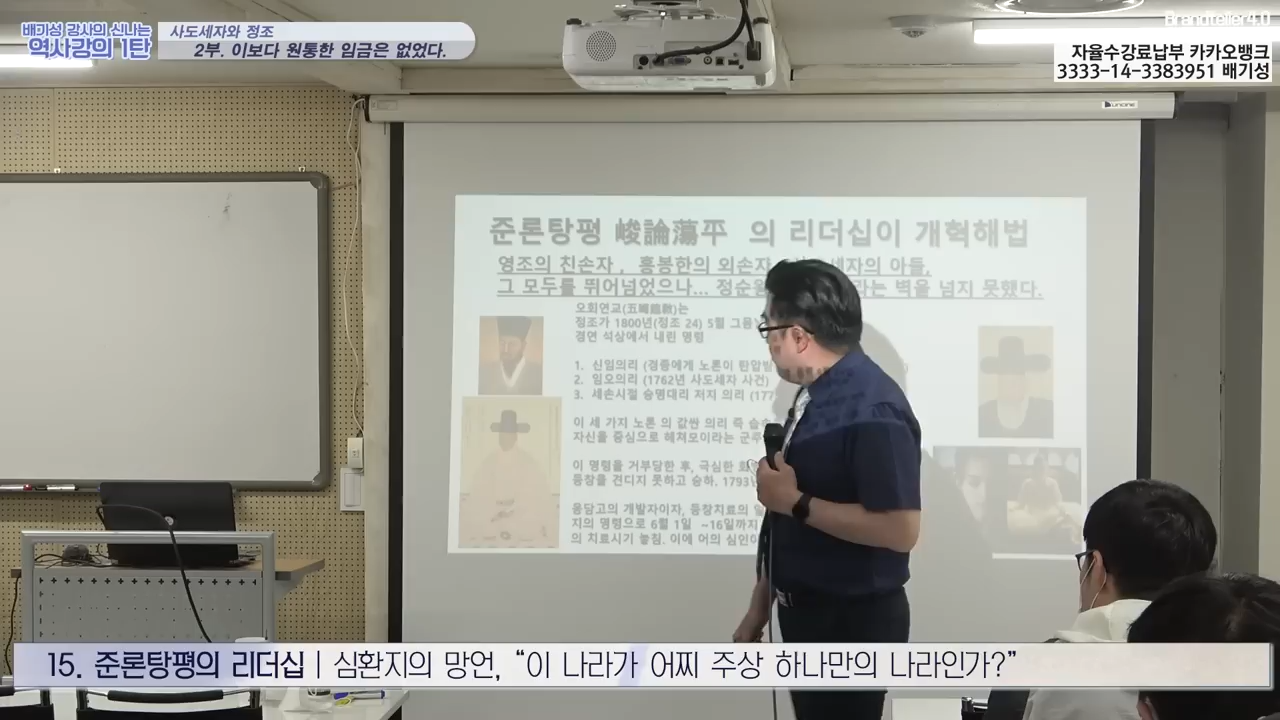 배기성 강사의 신나는
역사강의 1탄
사도세자와 정조
2부. 이보다 원통한 임금은 없었다.
BrandTeller4.0
자율수강료납부 카카오뱅크
3333-14-3383951 배기성
준론탕평 峻論蕩平 의 리더십이 개혁해법
영조의 친손자, 홍봉한의 외손자 세자의 아들,
그 모두를 뛰어넘었으나... 정순왕 라는 벽을 넘지 못했다.
오회연교(五晦筵敎)는
정조가 1800년(정조 24) 5월 그믐
경연 석상에서 내린 명령
1. 신임의리 (경종에게 노론이 탄압받
2. 임오의리 (1762년 사도세자 사건)
3. 세손시절 승명대리 저지 의리 (177
이 세 가지 노론 의 값싼 의리 즉
자신을 중심으로 헤쳐모이라는 군주
이 명령을 거부당한 후, 극심한
등창을 견디지 못하고 승하. 1793년
웅담고의 개발자이자, 등창치료의
지의 명령으로 6월 1일 ~16일까지
의 치료시기 놓침. 이에 어의 심인
15. 준론탕평의 리더십 | 심환지의 망언, “이 나라가 어찌 주상 하나만의 나라인가?”